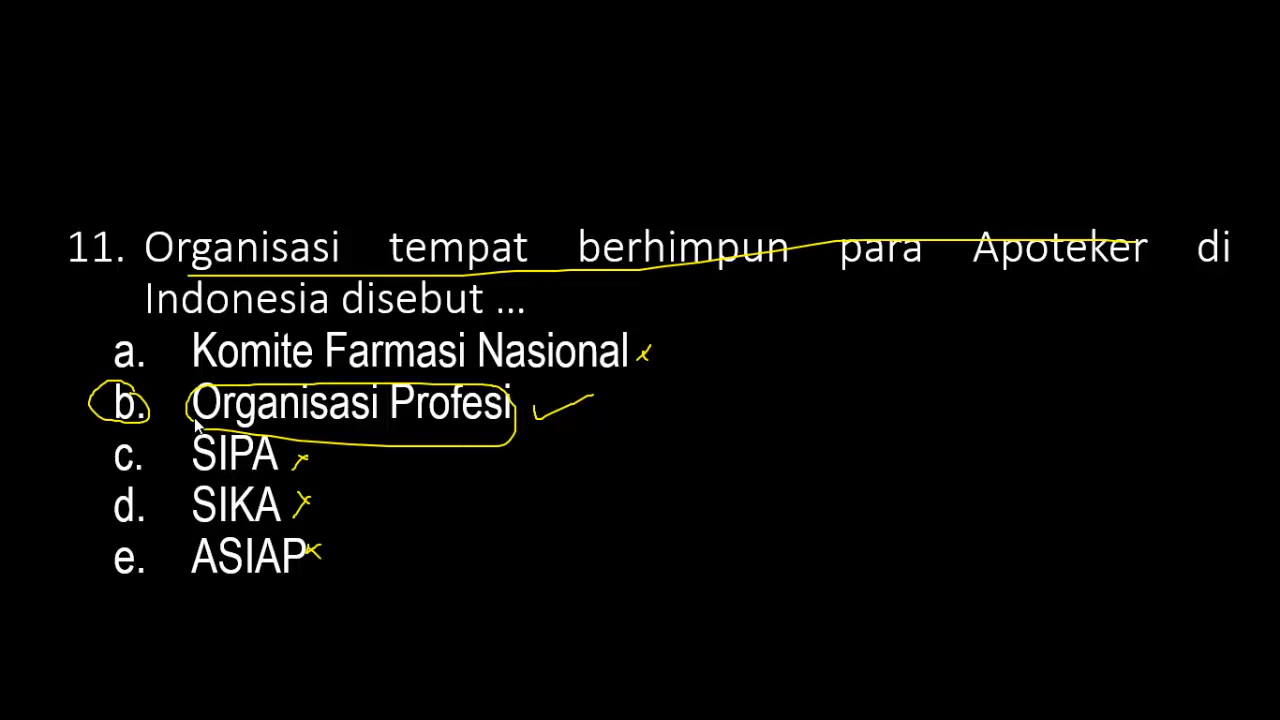 11. Organisasi tempat berhimpun para Apoteker di
Indonesia disebut ...
a. Komite Farmasi Nasional
b. Organisasi Profesi
c. SIPA
d. SIKA
e. ASIAP